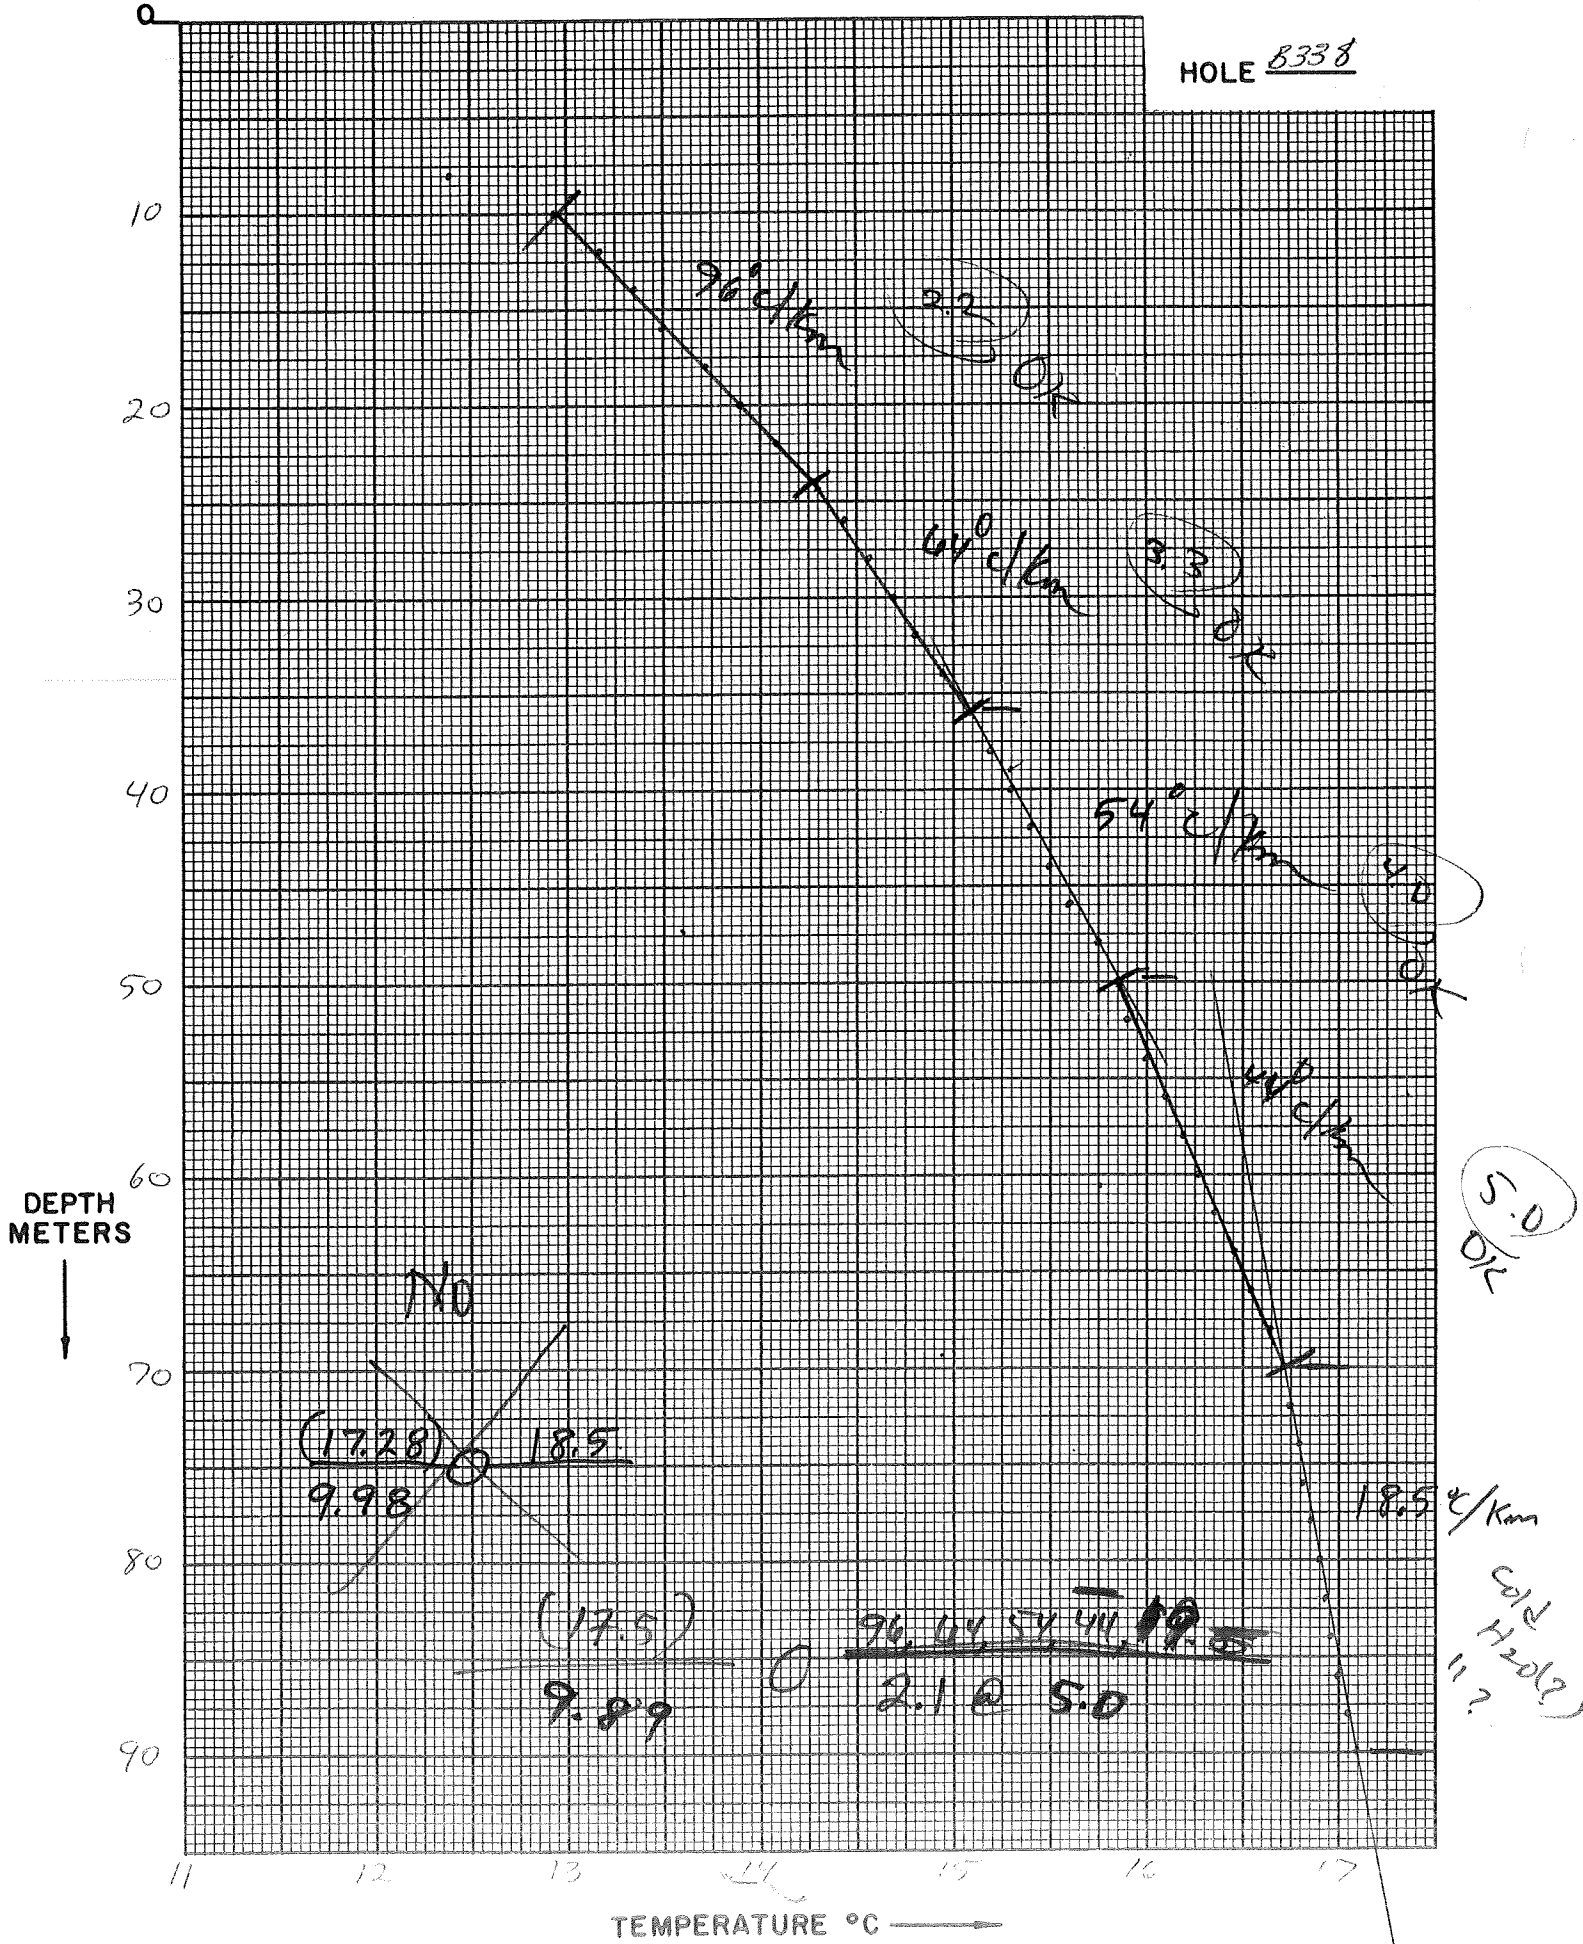 0
HOLE B338
10
96°c/km
2.2
OK
20
64°c/km
3.3
OK
30
40
54°c/km
4.0
OK
50
44° c/km
60
DEPTH
METERS
5.0
OK
NO
70
(17.28) 18.5
9.98
18.5 °c/Km
80
cold
H2O(?)
" ?
(17.5) 96, 64, 54, 44, 19
9.89 2.1 @ 5.0
90
11 12 13 14 15 16 17
TEMPERATURE °C